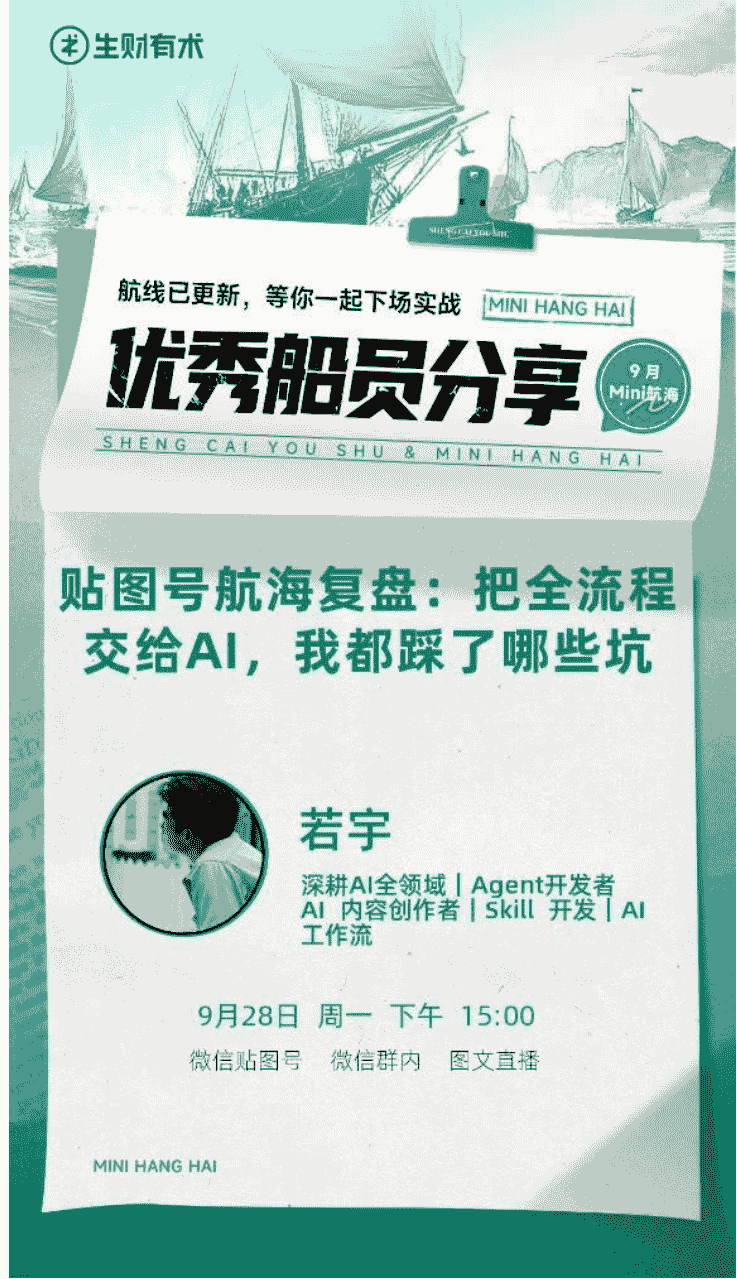 生财有术
SHENG CAI YOU SHU
航线已更新，等你一起下场实战
MINI HANG HAI
优秀船员分享
9 月
Mini航海
SHENG CAI YOU SHU & MINI HANG HAI
贴图号航海复盘：把全流程
交给AI，我都踩了哪些坑
若宇
深耕AI全领域｜Agent开发者
AI 内容创作者｜Skill 开发｜AI
工作流
9月28日 周一 下午 15:00
微信贴图号 微信群内 图文直播
MINI HANG HAI